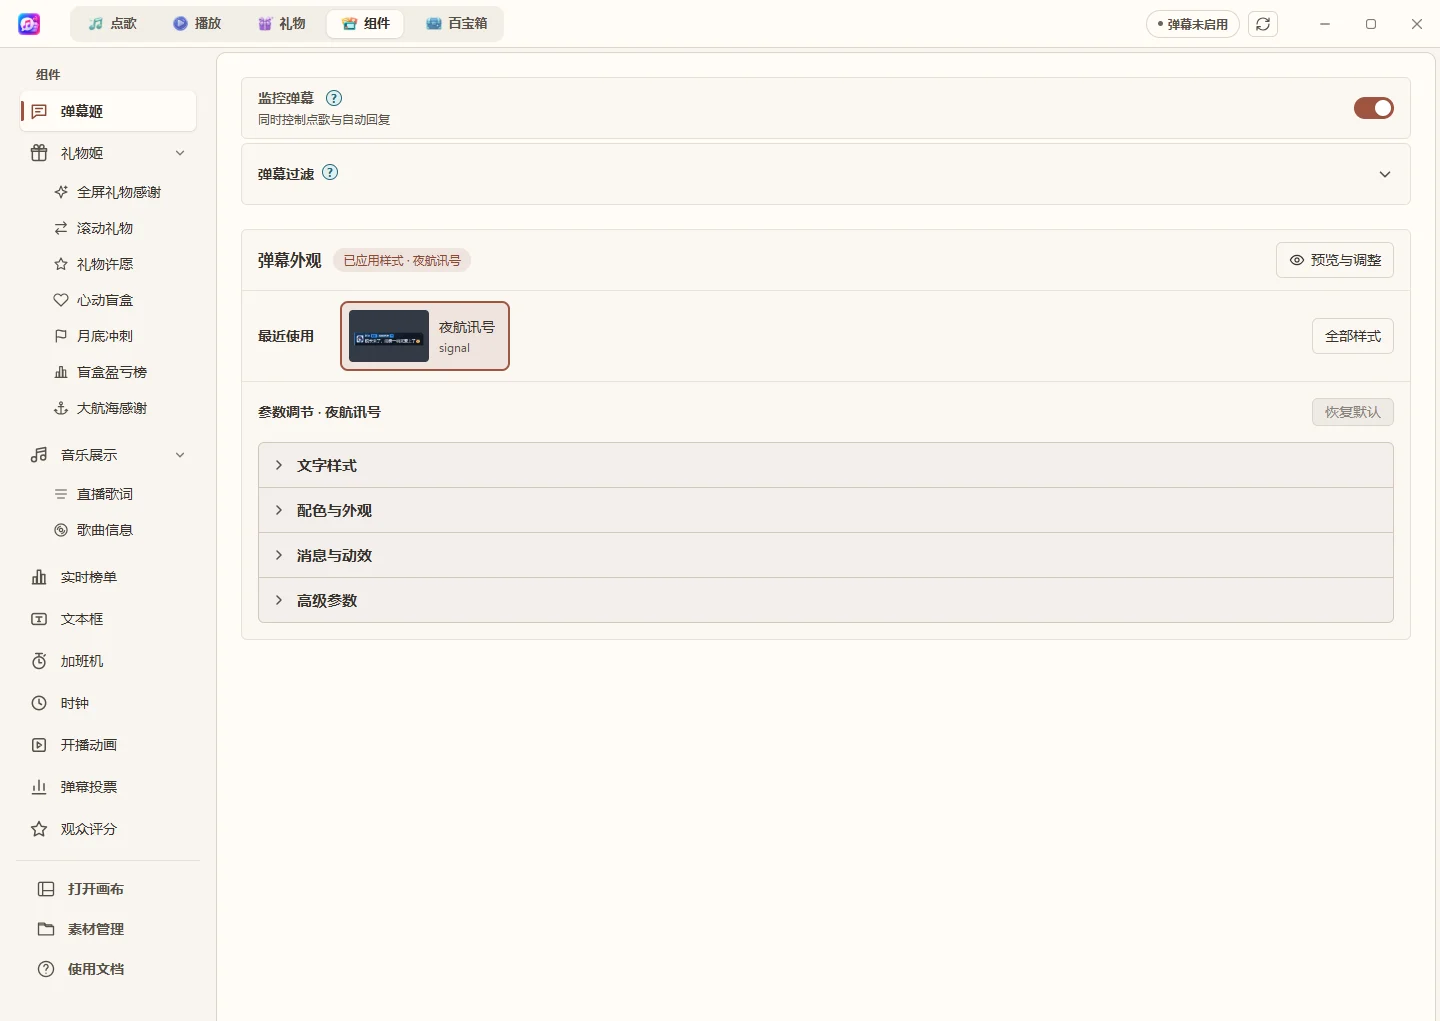 点歌
播放
礼物
组件
百宝箱
弹幕未启用
组件
弹幕姬
礼物姬
全屏礼物感谢
滚动礼物
礼物许愿
心动盲盒
月底冲刺
盲盒盈亏榜
大航海感谢
音乐展示
直播歌词
歌曲信息
实时榜单
文本框
加班机
时钟
开播动画
弹幕投票
观众评分
打开画布
素材管理
使用文档
监控弹幕 ?
同时控制点歌与自动回复
弹幕过滤 ?
弹幕外观
已应用样式 · 夜航讯号
预览与调整
最近使用
夜航讯号
signal
全部样式
参数调节 · 夜航讯号
恢复默认
文字样式
配色与外观
消息与动效
高级参数